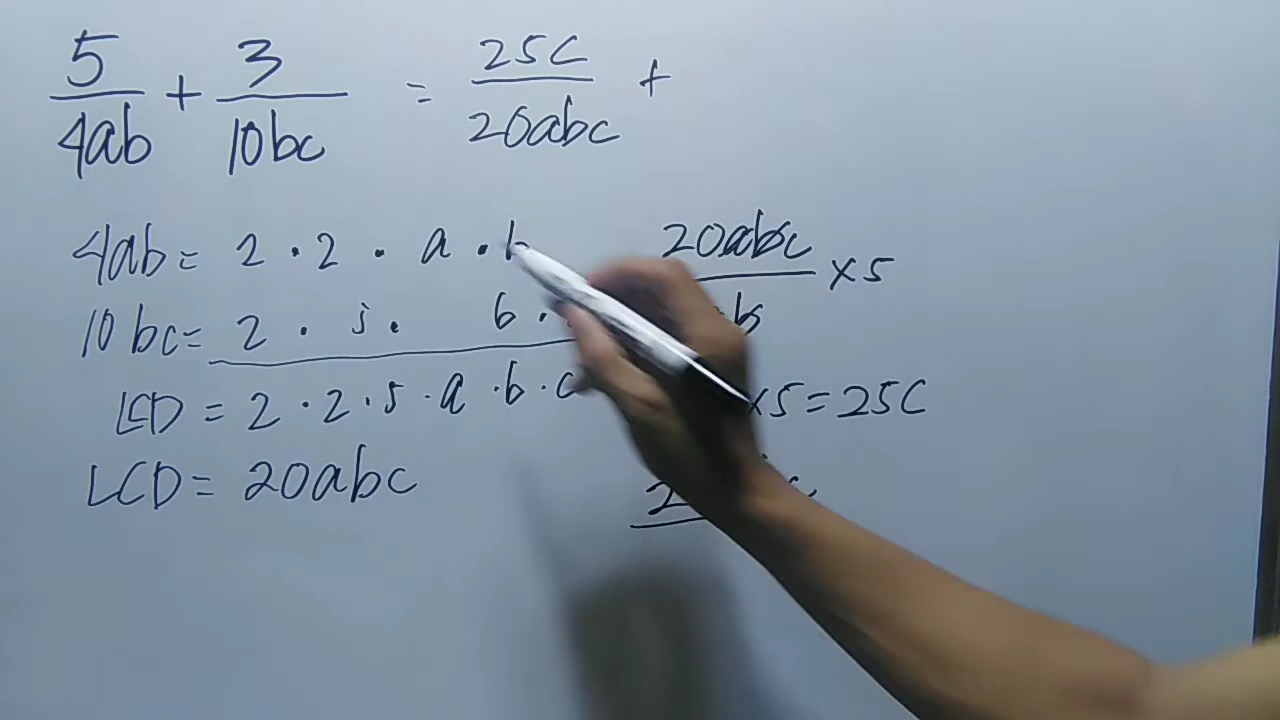 5/4ab + 3/10bc = 25c/20abc +
4ab = 2 · 2 · a · b
10bc = 2 · 5 · b ·
LCD = 2 · 2 · 5 · a · b · c
LCD = 20abc
20abc
b
× 5
×5 = 25c
2
c